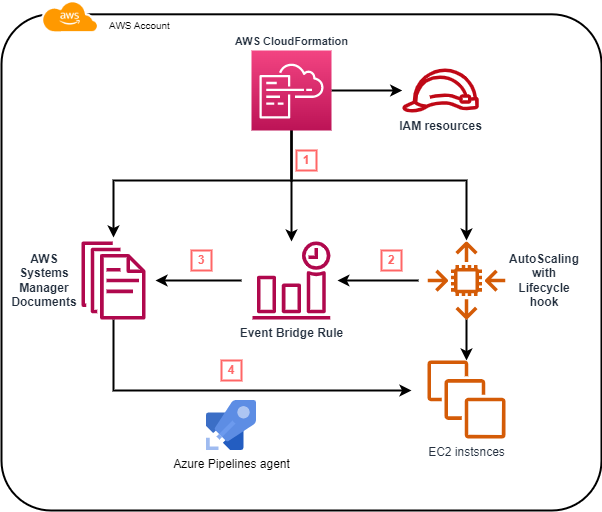 aws
AWS Account
AWS CloudFormation
IAM resources
1
AWS
Systems
Manager
Documents
3
2
AutoScaling
with
Lifecycle
hook
Event Bridge Rule
4
Azure Pipelines agent
EC2 instsnces